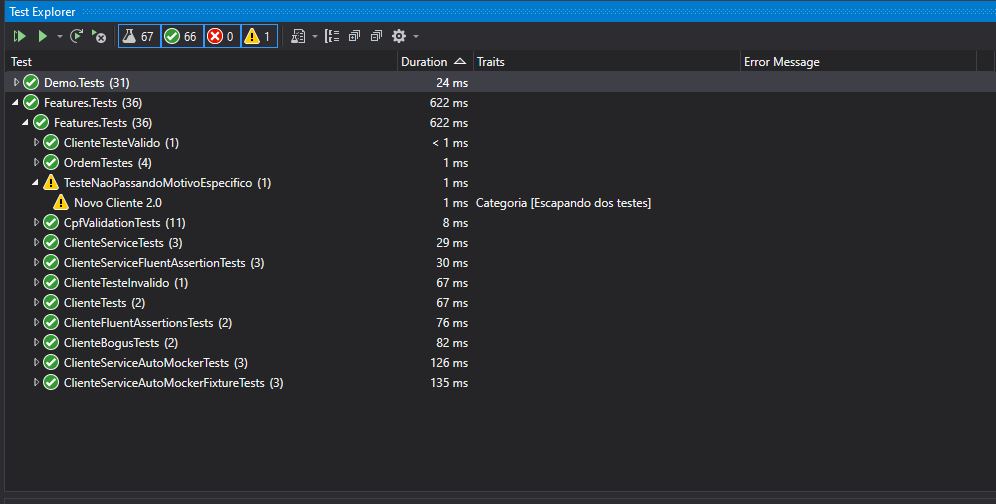 Test Explorer
67 66 0 1
Test Duration Traits Error Message
Demo.Tests (31) 24 ms
Features.Tests (36) 622 ms
Features.Tests (36) 622 ms
ClienteTesteValido (1) < 1 ms
OrdemTestes (4) 1 ms
TesteNaoPassandoMotivoEspecifico (1) 1 ms
Novo Cliente 2.0 1 ms Categoria [Escapando dos testes]
CpfValidationTests (11) 8 ms
ClienteServiceTests (3) 29 ms
ClienteServiceFluentAssertionTests (3) 30 ms
ClienteTesteInvalido (1) 67 ms
ClienteTests (2) 67 ms
ClienteFluentAssertionsTests (2) 76 ms
ClienteBogusTests (2) 82 ms
ClienteServiceAutoMockerTests (3) 126 ms
ClienteServiceAutoMockerFixtureTests (3) 135 ms